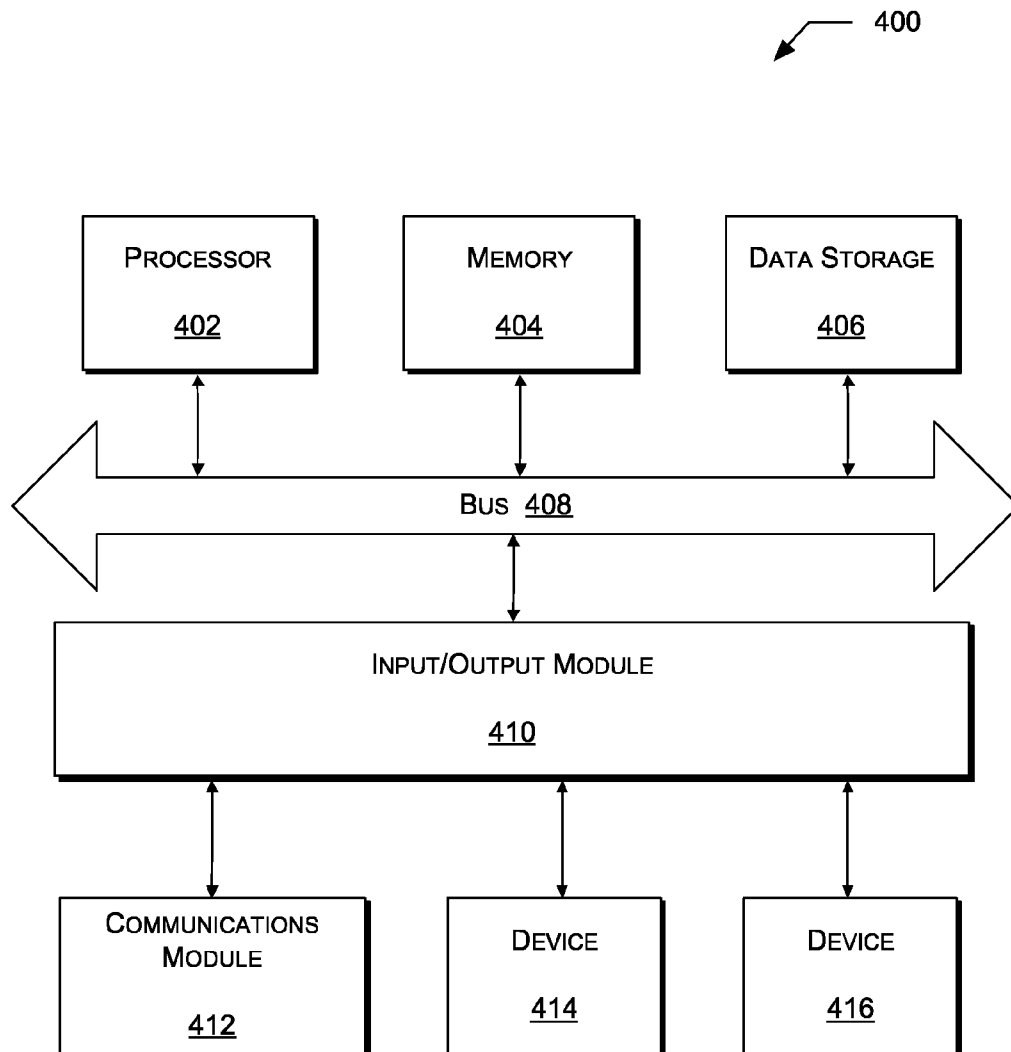 400
PROCESSOR
402
MEMORY
404
DATA STORAGE
406
BUS 408
INPUT/OUTPUT MODULE
410
COMMUNICATIONS
MODULE
412
DEVICE
414
DEVICE
416